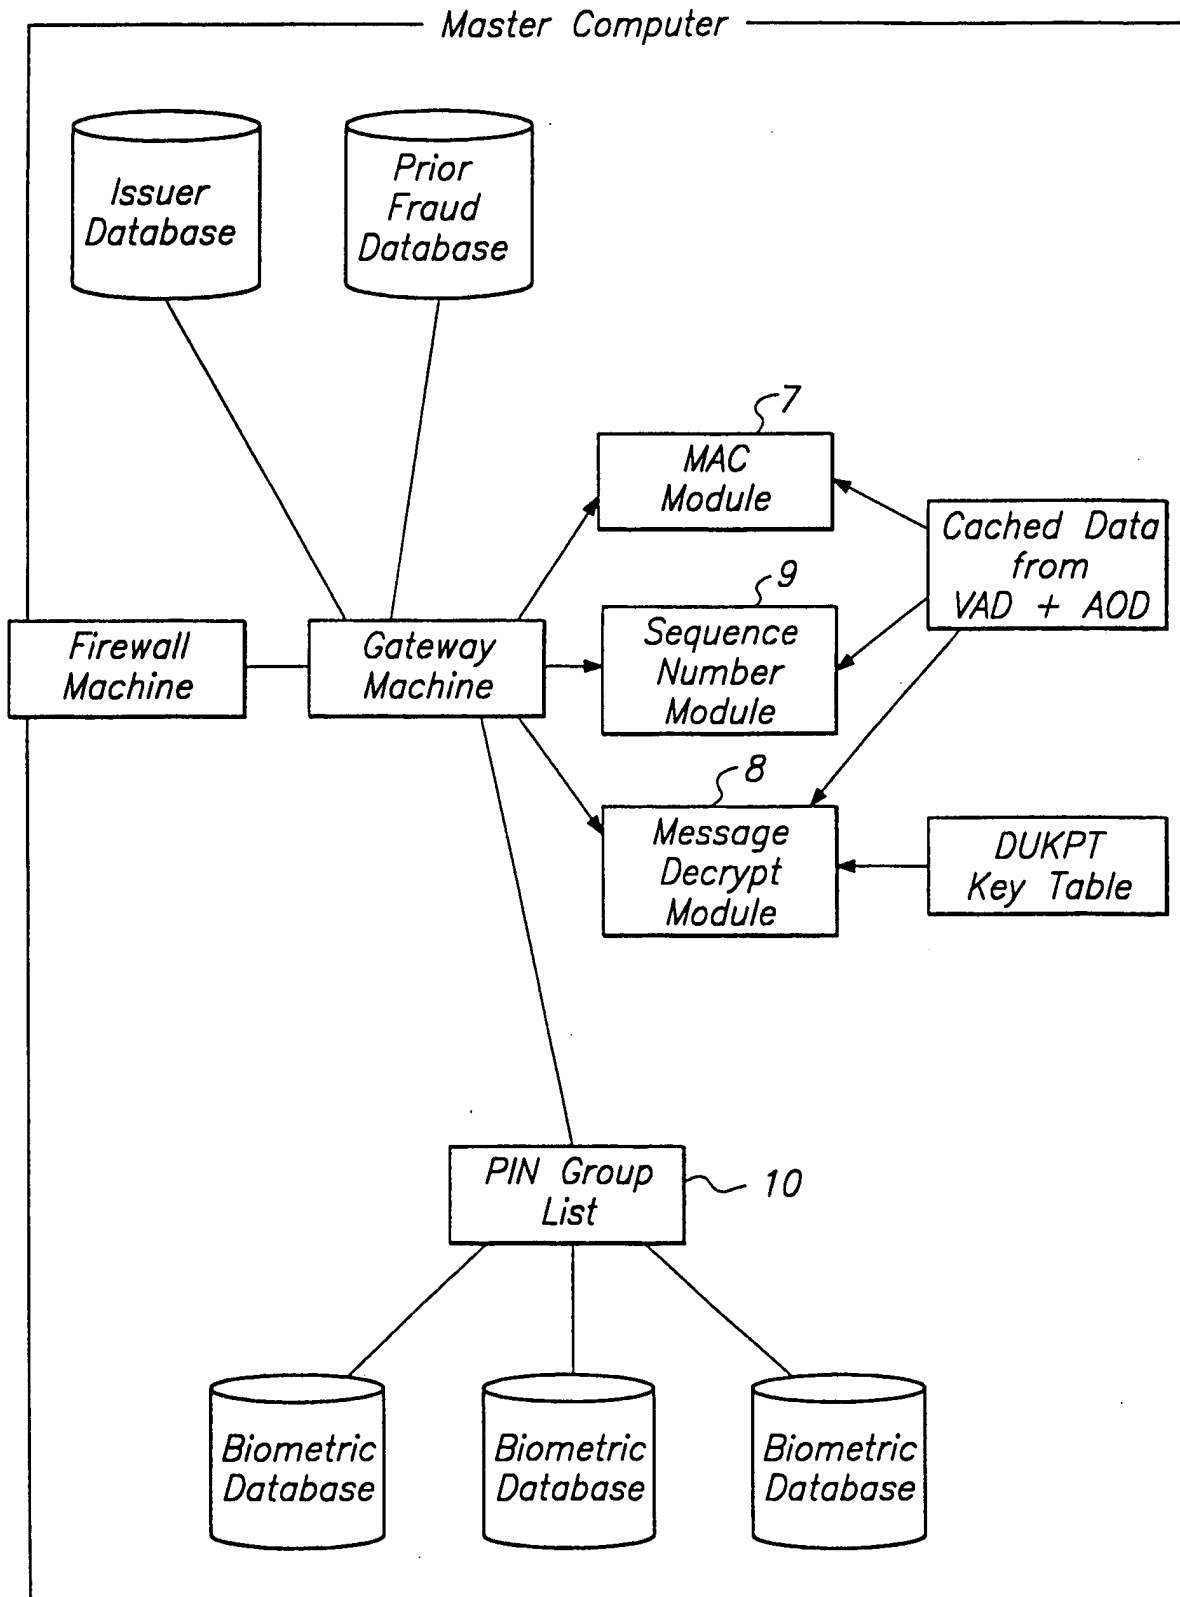 Master Computer
Issuer
Database
Prior
Fraud
Database
7
MAC
Module
Cached Data
from
VAD + AOD
9
Firewall
Machine
Gateway
Machine
Sequence
Number
Module
8
Message
Decrypt
Module
DUKPT
Key Table
PIN Group
List
10
Biometric
Database
Biometric
Database
Biometric
Database